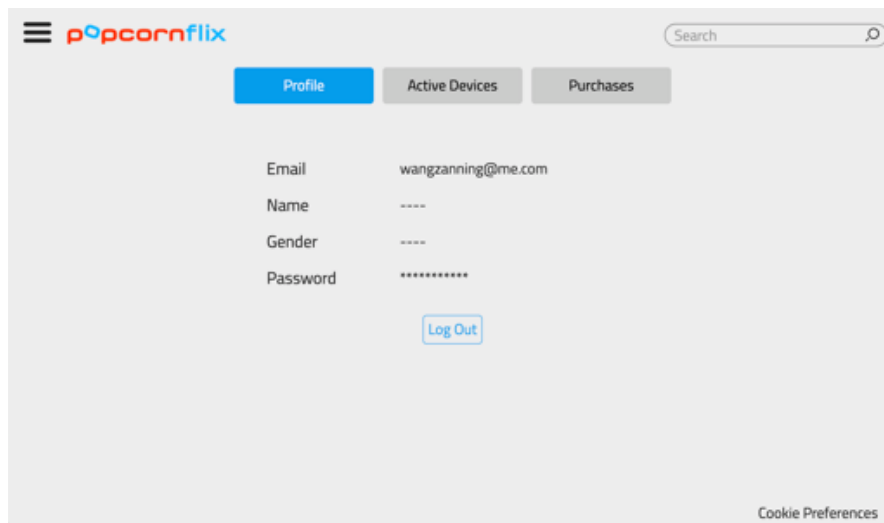 popcornflix
Search
Profile Active Devices Purchases
Email wangzanning@me.com
Name ----
Gender ----
Password ***********
Log Out
Cookie Preferences